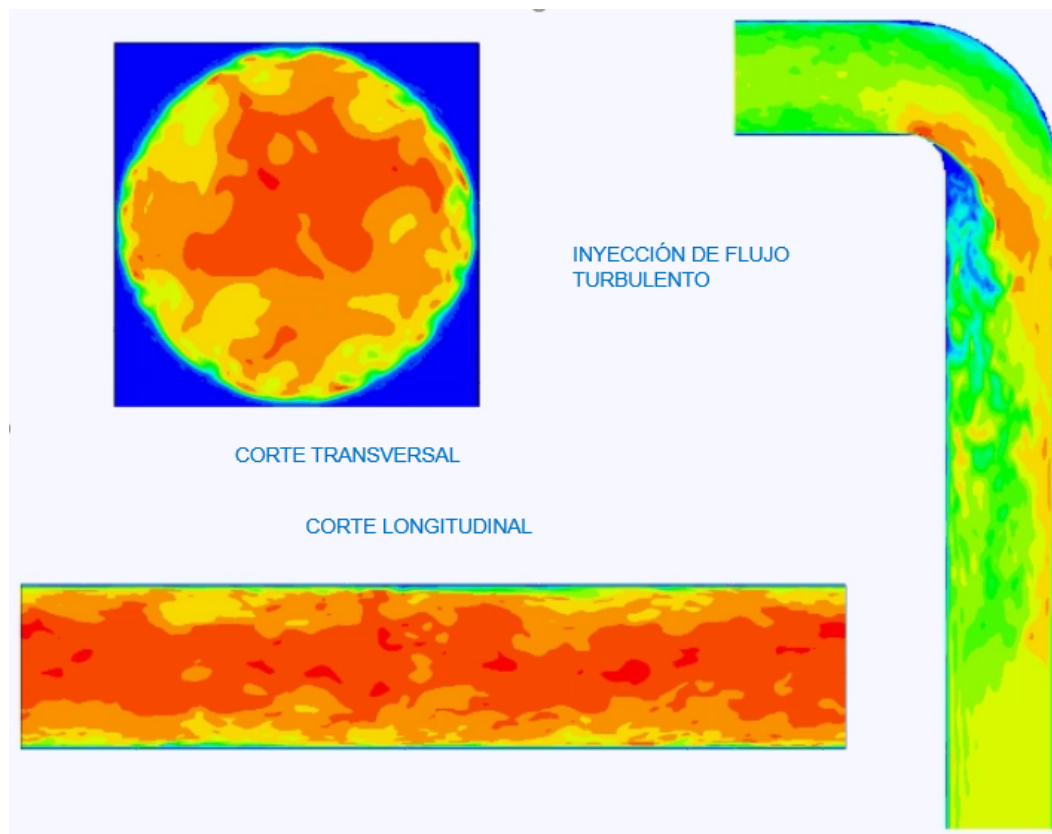 INYECCIÓN DE FLUJO
TURBULENTO
CORTE TRANSVERSAL
CORTE LONGITUDINAL